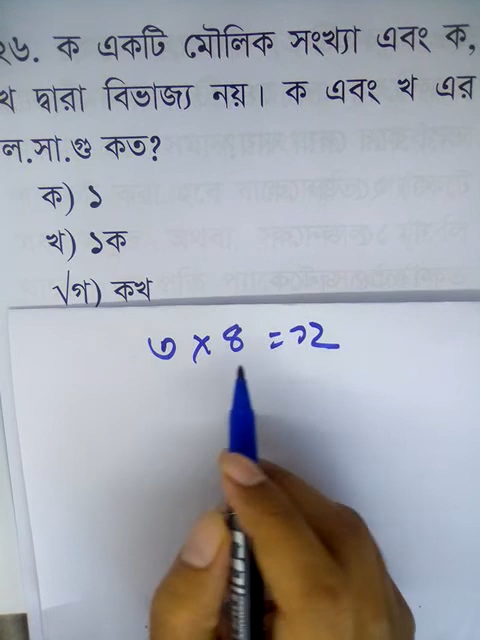 ২৬. ক একটি মৌলিক সংখ্যা এবং ক,
খ দ্বারা বিভাজ্য নয়। ক এবং খ এর
ল.সা.গু কত?
ক) ১
খ) ১ক
√গ) কখ
৩ × ৪ = ১২